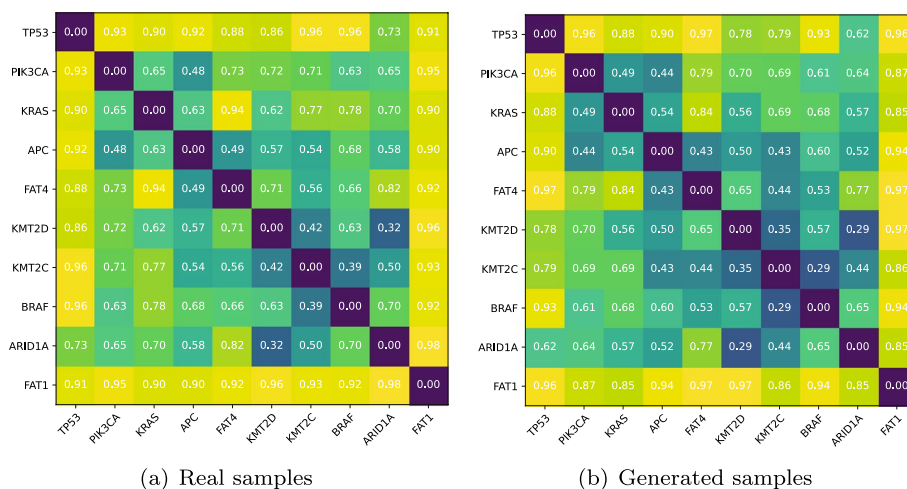 TP53 0.00 0.93 0.90 0.92 0.88 0.86 0.96 0.96 0.73 0.91
PIK3CA 0.93 0.00 0.65 0.48 0.73 0.72 0.71 0.63 0.65 0.95
KRAS 0.90 0.65 0.00 0.63 0.94 0.62 0.77 0.78 0.70 0.90
APC 0.92 0.48 0.63 0.00 0.49 0.57 0.54 0.68 0.58 0.90
FAT4 0.88 0.73 0.94 0.49 0.00 0.71 0.56 0.66 0.82 0.92
KMT2D 0.86 0.72 0.62 0.57 0.71 0.00 0.42 0.63 0.32 0.96
KMT2C 0.96 0.71 0.77 0.54 0.56 0.42 0.00 0.39 0.50 0.93
BRAF 0.96 0.63 0.78 0.68 0.66 0.63 0.39 0.00 0.70 0.92
ARID1A 0.73 0.65 0.70 0.58 0.82 0.32 0.50 0.70 0.00 0.98
FAT1 0.91 0.95 0.90 0.90 0.92 0.96 0.93 0.92 0.98 0.00
TP53 PIK3CA KRAS APC FAT4 KMT2D KMT2C BRAF ARID1A FAT1
(a) Real samples
TP53 0.00 0.96 0.88 0.90 0.97 0.78 0.79 0.93 0.62 0.96
PIK3CA 0.96 0.00 0.49 0.44 0.79 0.70 0.69 0.61 0.64 0.87
KRAS 0.88 0.49 0.00 0.54 0.84 0.56 0.69 0.68 0.57 0.85
APC 0.90 0.44 0.54 0.00 0.43 0.50 0.43 0.60 0.52 0.94
FAT4 0.97 0.79 0.84 0.43 0.00 0.65 0.44 0.53 0.77 0.97
KMT2D 0.78 0.70 0.56 0.50 0.65 0.00 0.35 0.57 0.29 0.97
KMT2C 0.79 0.69 0.69 0.43 0.44 0.35 0.00 0.29 0.44 0.86
BRAF 0.93 0.61 0.68 0.60 0.53 0.57 0.29 0.00 0.65 0.94
ARID1A 0.62 0.64 0.57 0.52 0.77 0.29 0.44 0.65 0.00 0.85
FAT1 0.96 0.87 0.85 0.94 0.97 0.97 0.86 0.94 0.85 0.00
TP53 PIK3CA KRAS APC FAT4 KMT2D KMT2C BRAF ARID1A FAT1
(b) Generated samples